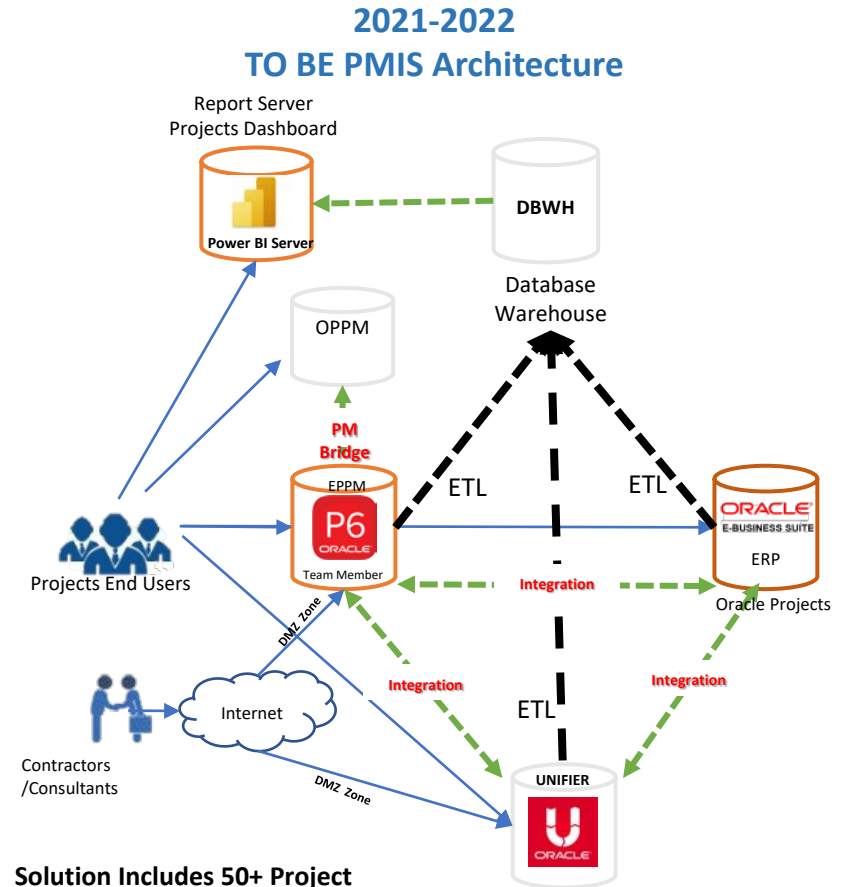 2021-2022
TO BE PMIS Architecture
Report Server
Projects Dashboard
Power BI Server
DBWH
Database
Warehouse
OPPM
PM
Bridge
EPPM
P6
ORACLE
Team Member
ETL
ETL
ORACLE
E-BUSINESS SUITE
ERP
Oracle Projects
Projects End Users
Integration
DMZ Zone
Integration
Integration
Internet
ETL
Contractors
/Consultants
DMZ Zone
UNIFIER
U
ORACLE
Solution Includes 50+ Project